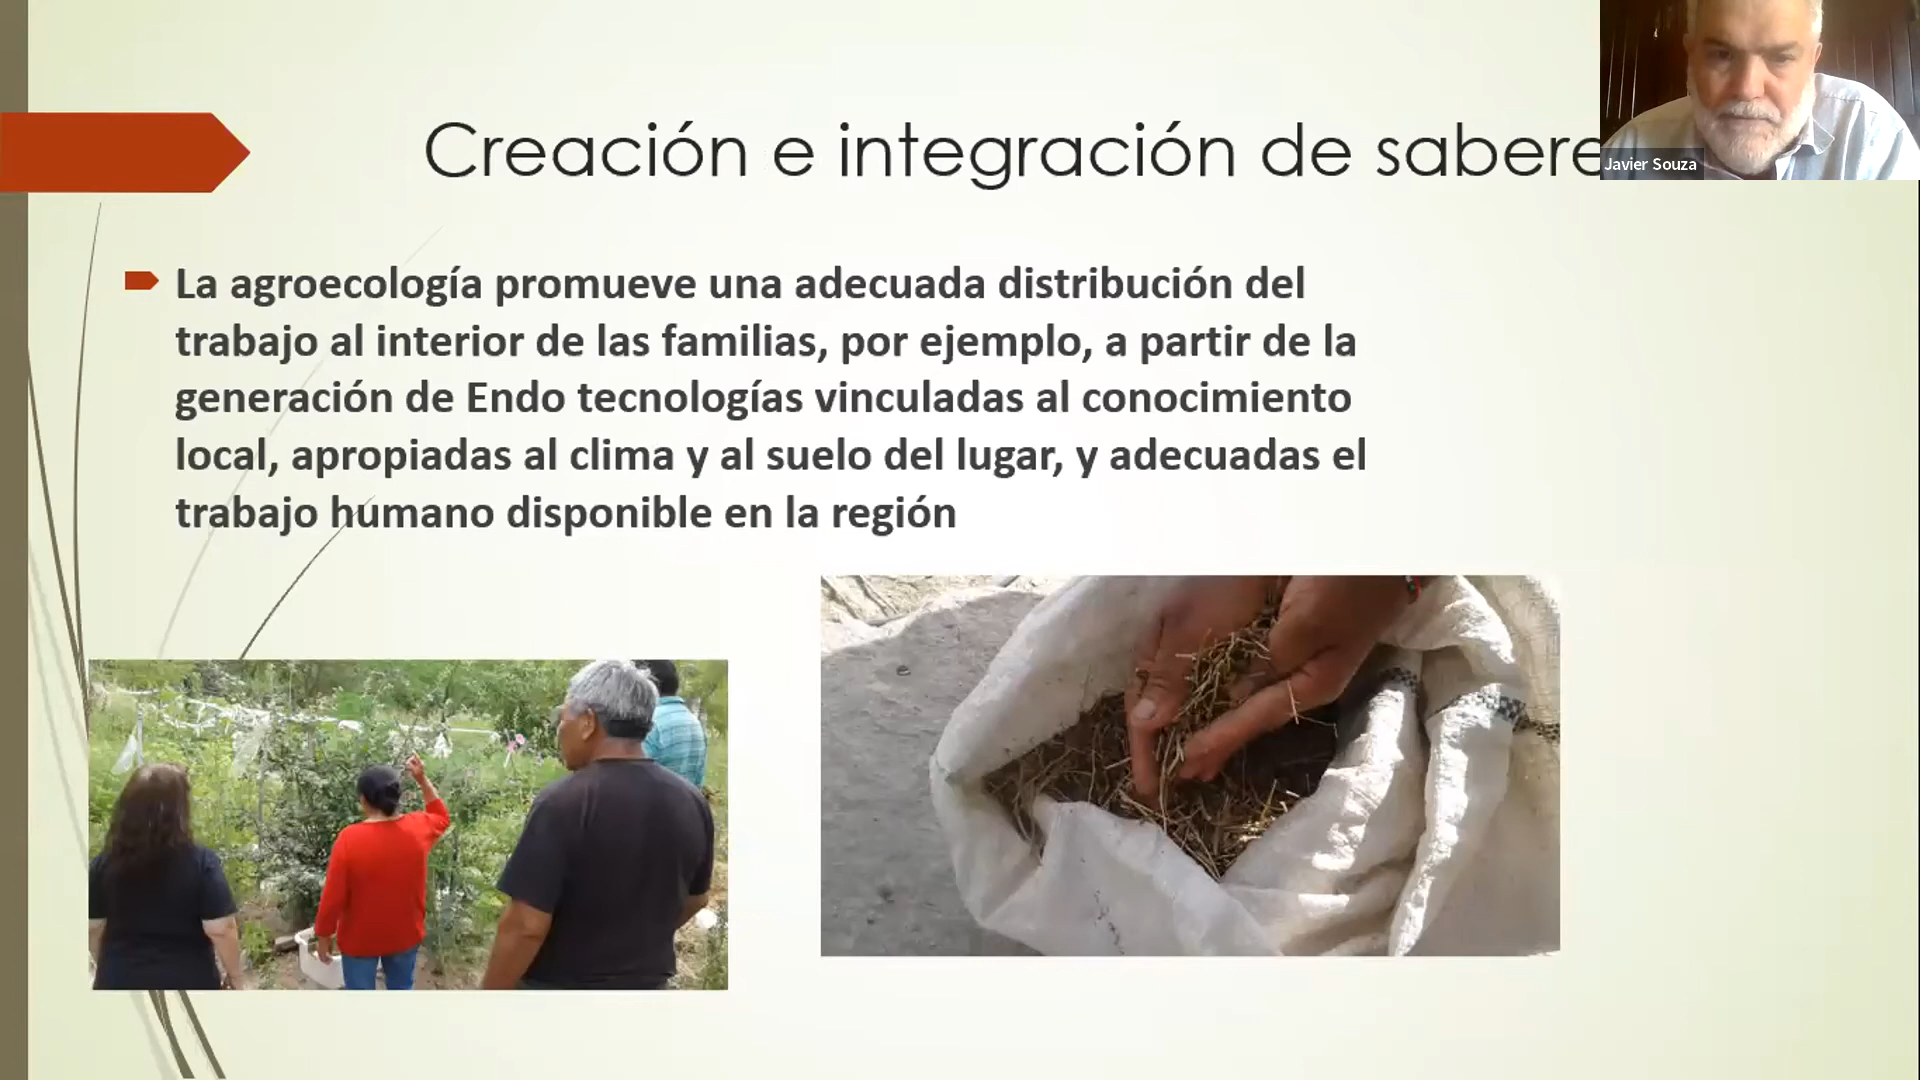 Creación e integración de sabere
Javier Souza
La agroecología promueve una adecuada distribución del
trabajo al interior de las familias, por ejemplo, a partir de la
generación de Endo tecnologías vinculadas al conocimiento
local, apropiadas al clima y al suelo del lugar, y adecuadas el
trabajo humano disponible en la región